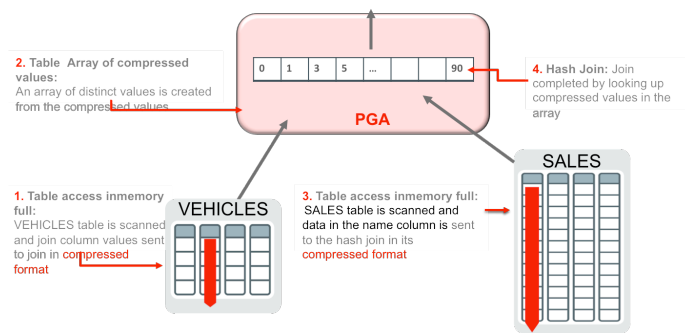 2. Table Array of compressed
values:
An array of distinct values is created
from the compressed values
0 1 3 5 ... 90
PGA
4. Hash Join: Join
completed by looking up
compressed values in the
array
1. Table access inmemory
full:
VEHICLES table is scanned
and join column values sent
to join in compressed
format
VEHICLES
3. Table access inmemory full:
SALES table is scanned and
data in the name column is sent
to the hash join in its
compressed format
SALES